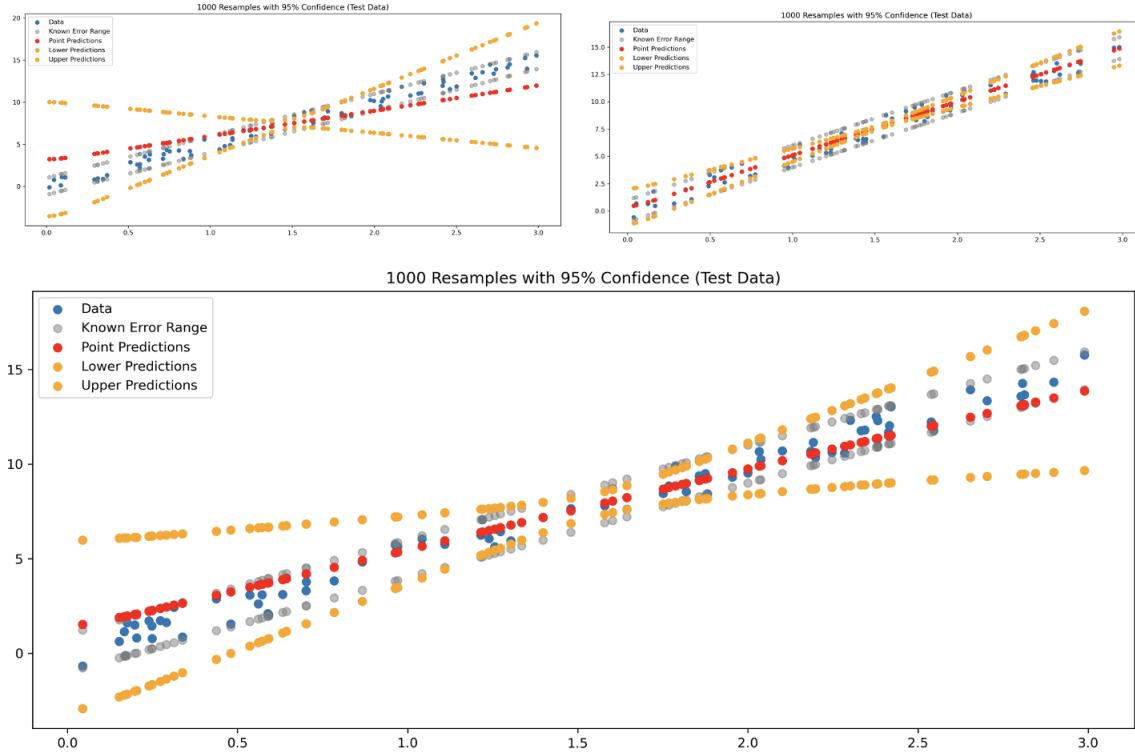 1000 Resamples with 95% Confidence (Test Data)
Data
Known Error Range
Point Predictions
Lower Predictions
Upper Predictions
20
15
10
5
0
0.0 0.5 1.0 1.5 2.0 2.5 3.0
1000 Resamples with 95% Confidence (Test Data)
Data
Known Error Range
Point Predictions
Lower Predictions
Upper Predictions
15.0
12.5
10.0
7.5
5.0
2.5
0.0
0.0 0.5 1.0 1.5 2.0 2.5 3.0
1000 Resamples with 95% Confidence (Test Data)
Data
Known Error Range
Point Predictions
Lower Predictions
Upper Predictions
15
10
5
0
0.0 0.5 1.0 1.5 2.0 2.5 3.0